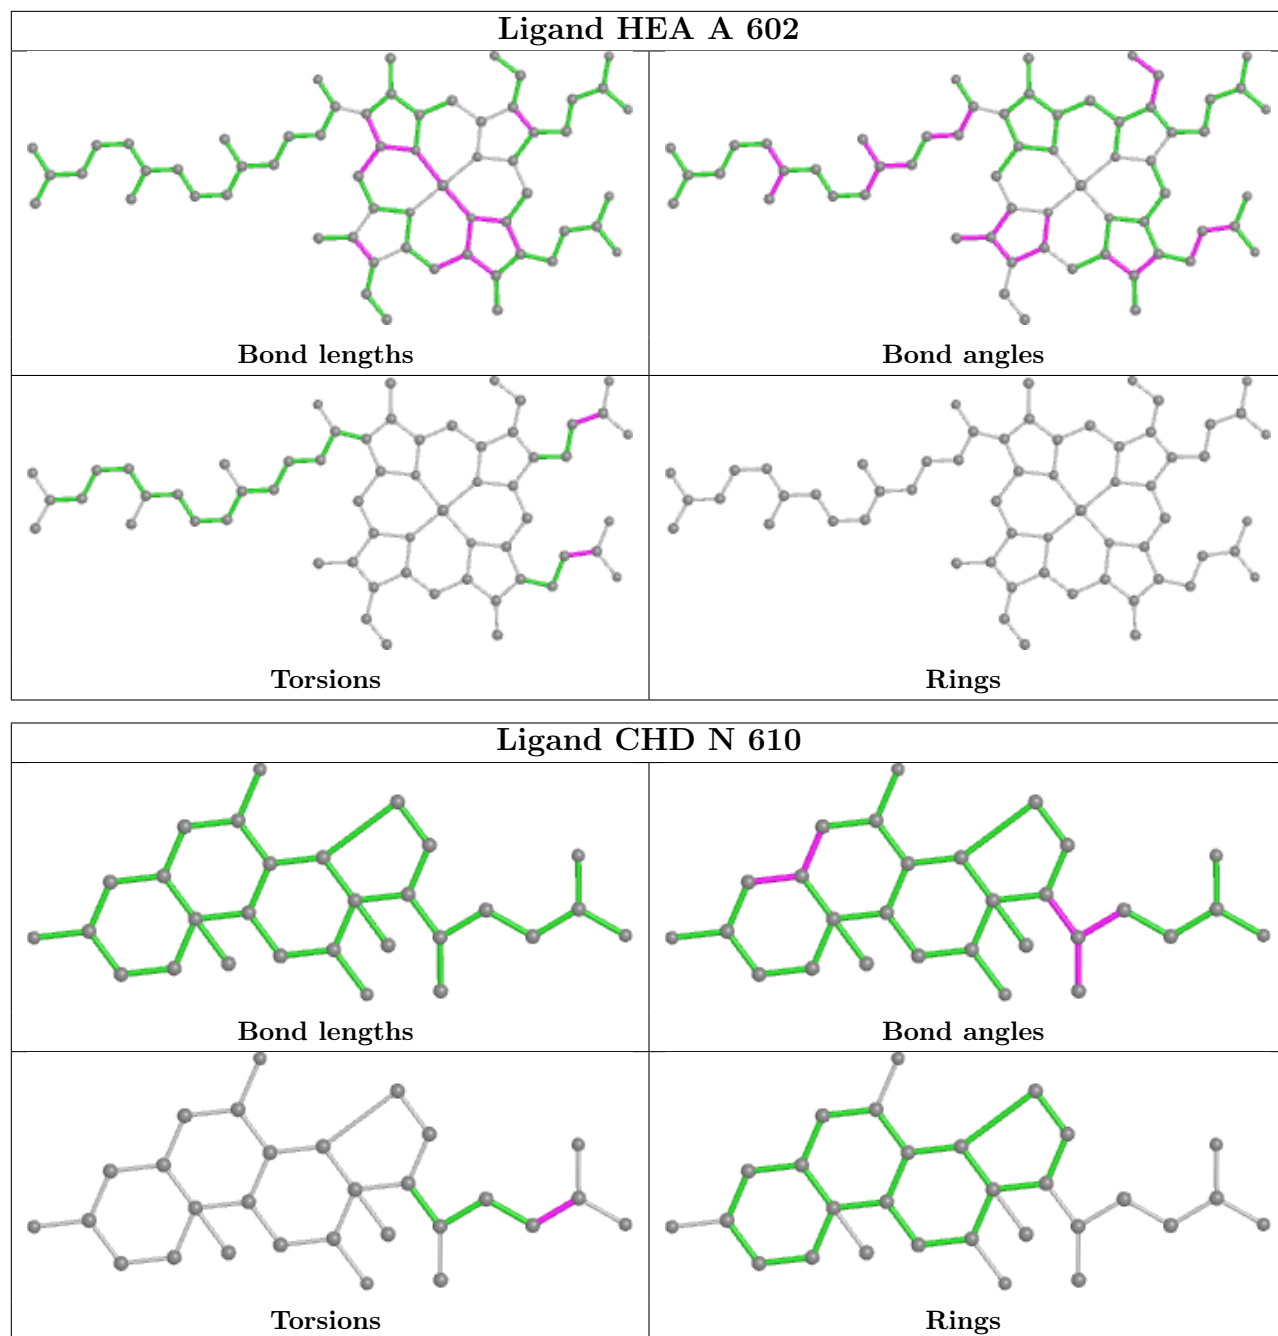 Ligand HEA A 602
Bond lengths
Bond angles
Torsions
Rings
Ligand CHD N 610
Bond lengths
Bond angles
Torsions
Rings